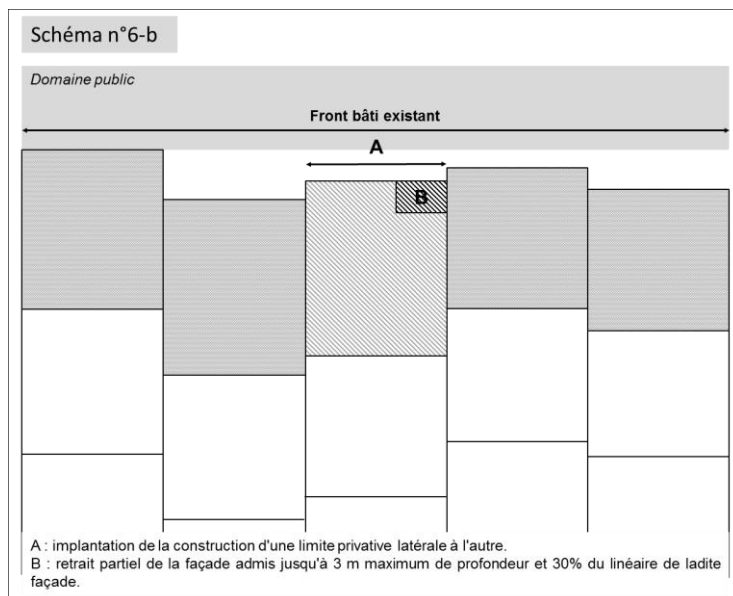 Schéma n°6-b
Domaine public
Front bâti existant
A
B
A : implantation de la construction d'une limite privative latérale à l'autre.
B : retrait partiel de la façade admis jusqu'à 3 m maximum de profondeur et 30% du linéaire de ladite
façade.